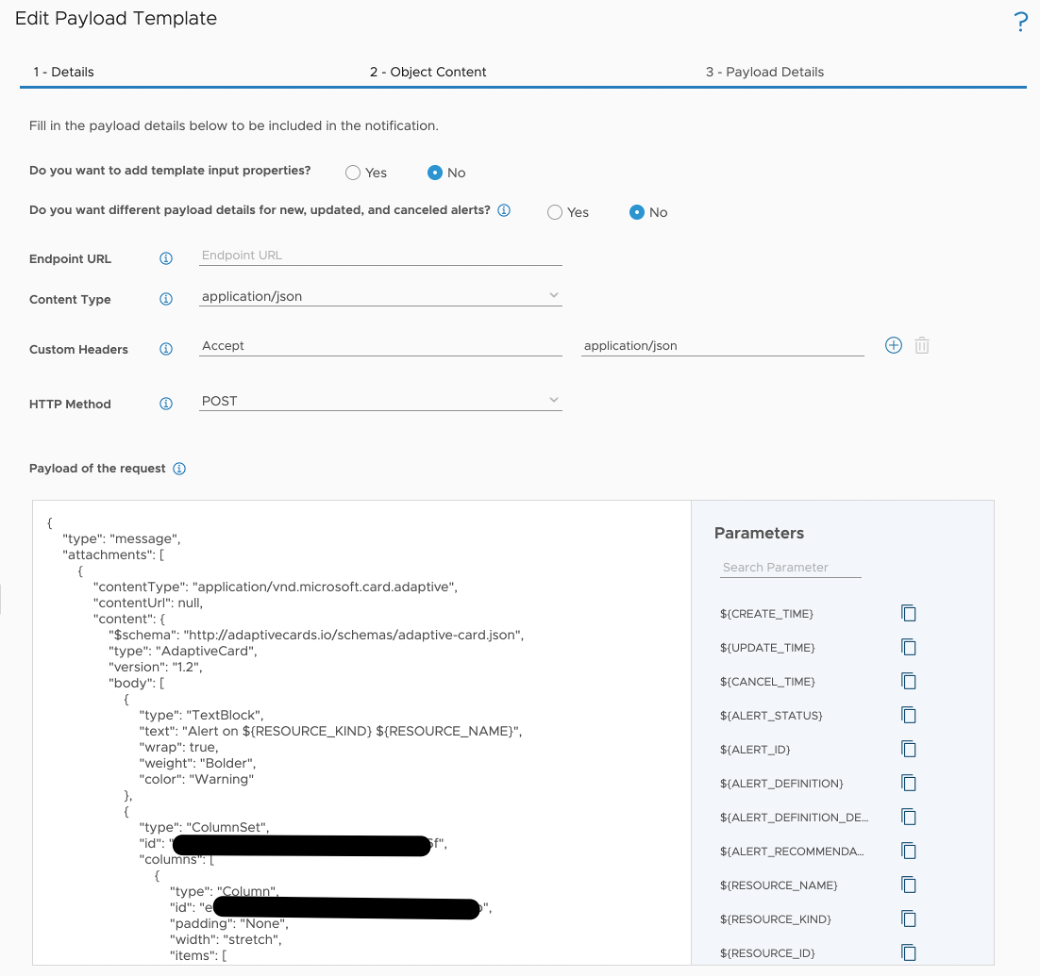 Edit Payload Template
?
1 - Details
2 - Object Content
3 - Payload Details
Fill in the payload details below to be included in the notification.
Do you want to add template input properties? Yes No
Do you want different payload details for new, updated, and canceled alerts? Yes No
Endpoint URL Endpoint URL
Content Type application/json
Custom Headers Accept application/json
HTTP Method POST
Payload of the request
{
"type": "message",
"attachments": [
{
"contentType": "application/vnd.microsoft.card.adaptive",
"contentUrl": null,
"content": {
"$schema": "http://adaptivecards.io/schemas/adaptive-card.json",
"type": "AdaptiveCard",
"version": "1.2",
"body": [
{
"type": "TextBlock",
"text": "Alert on ${RESOURCE_KIND} ${RESOURCE_NAME}",
"wrap": true,
"weight": "Bolder",
"color": "Warning"
},
{
"type": "ColumnSet",
"id": " f",
"columns": [
{
"type": "Column",
"id": "e ",
"padding": "None",
"width": "stretch",
"items": [
Parameters
Search Parameter
${CREATE_TIME}
${UPDATE_TIME}
${CANCEL_TIME}
${ALERT_STATUS}
${ALERT_ID}
${ALERT_DEFINITION}
${ALERT_DEFINITION_DE...
${ALERT_RECOMMENDA...
${RESOURCE_NAME}
${RESOURCE_KIND}
${RESOURCE_ID}